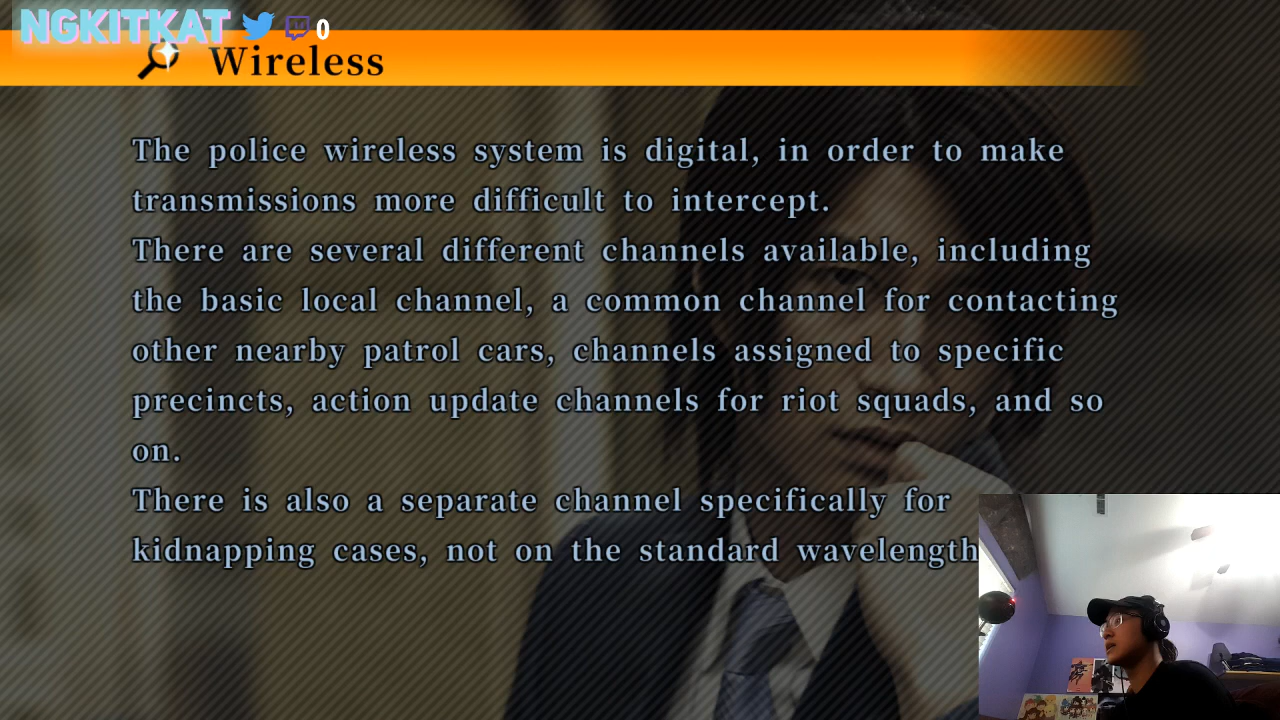 NGKITKAT 0
Wireless
The police wireless system is digital, in order to make
transmissions more difficult to intercept.
There are several different channels available, including
the basic local channel, a common channel for contacting
other nearby patrol cars, channels assigned to specific
precincts, action update channels for riot squads, and so
on.
There is also a separate channel specifically for
kidnapping cases, not on the standard wavelength